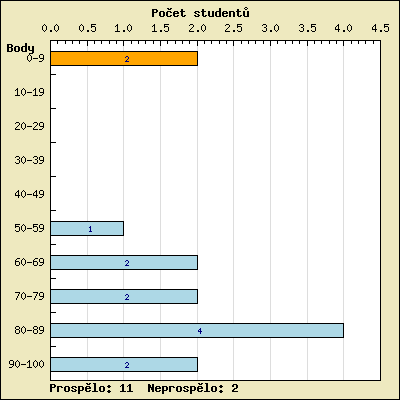 Počet studentů
0.0 0.5 1.0 1.5 2.0 2.5 3.0 3.5 4.0 4.5
Body
0-9 2
10-19
20-29
30-39
40-49
50-59 1
60-69 2
70-79 2
80-89 4
90-100 2
Prospělo: 11 Neprospělo: 2